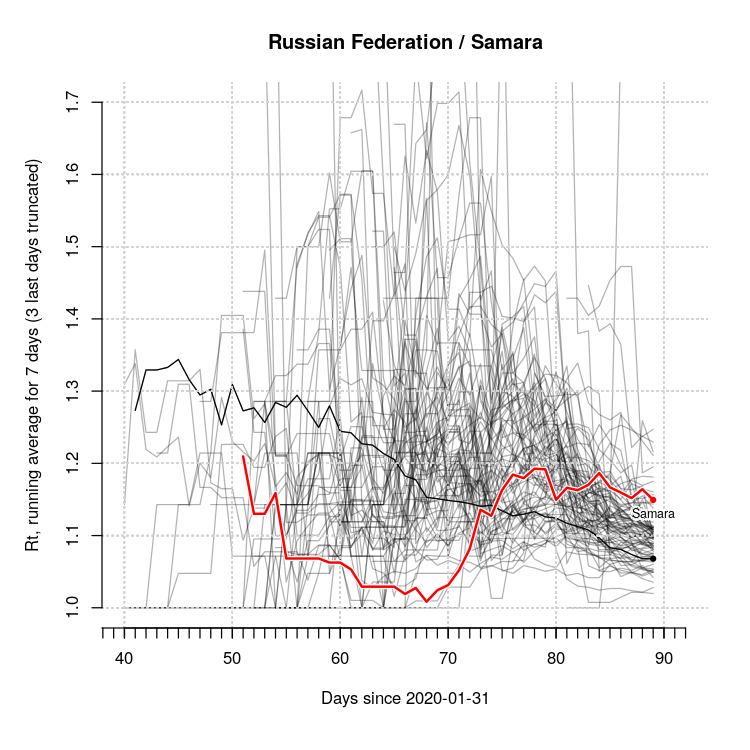 Russian Federation / Samara
Rt, running average for 7 days (3 last days truncated)
1.7
1.6
1.5
1.4
1.3
1.2
1.1
1.0
Samara
40 50 60 70 80 90
Days since 2020-01-31